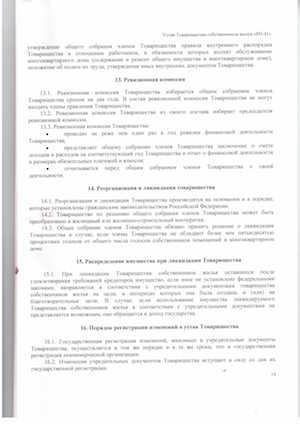 Устав Товарищества собственников жилья
утверждение общего собрания членов Товарищества правила внутреннего распорядка
Товарищества в отношении работников, в обязанности которых входит обслуживание
многоквартирного дома (содержание и ремонт общего имущества в многоквартирном доме),
положение об оплате их труда, утверждение иных внутренних документов Товарищества.
13. Ревизионная комиссия
13.1. Ревизионная комиссия Товарищества избирается общим собранием членов
Товарищества сроком на два года. В состав ревизионной комиссии Товарищества не могут
входить члены правления Товарищества.
13.2. Ревизионная комиссия Товарищества из своего состава избирает председателя
ревизионной комиссии.
13.3. Ревизионная комиссия Товарищества:
• проводит не реже чем один раз в год ревизии финансовой деятельности
Товарищества;
• представляет общему собранию членов Товарищества заключение о смете
доходов и расходов на соответствующий год Товарищества и отчет о финансовой деятельности
и размерах обязательных платежей и взносов;
• отчитывается перед общим собранием членов Товарищества о своей
деятельности.
14. Реорганизация и ликвидация товарищества
14.1. Реорганизация и ликвидация Товарищества производятся на основании и в порядке,
которые установлены гражданским законодательством Российской Федерации.
14.2. Товарищество по решению общего собрания членов Товарищества может быть
преобразовано в жилищный или жилищно-строительный кооператив.
14.3. Общее собрание членов Товарищества обязано принять решение о ликвидации
Товарищества в случае, если члены Товарищества не обладают более чем пятьюдесятью
процентами голосов от общего числа голосов собственников помещений в многоквартирном
доме.
15. Распределение имущества при ликвидации Товарищества
15.1. При ликвидации Товарищества собственников жилья оставшееся после
удовлетворения требований кредиторов имущество, если иное не установлено федеральными
законами, направляется в соответствии с учредительными документами товарищества
собственников жилья на цели, в интересах которых оно было создано, и (или) на
благотворительные цели. В случае если использование имущества ликвидируемого
Товарищества собственников жилья в соответствии с учредительными документами не
представляется возможным, оно обращается в доход государства.
16. Порядок регистрации изменений в устав Товарищества
16.1. Государственная регистрация изменений, вносимых в учредительные документы
Товарищества, осуществляется в том же порядке и в те же сроки, что и государственная
регистрация некоммерческой организации.
16.2. Изменения учредительных документов Товарищества вступают в силу со дня их
государственной регистрации.